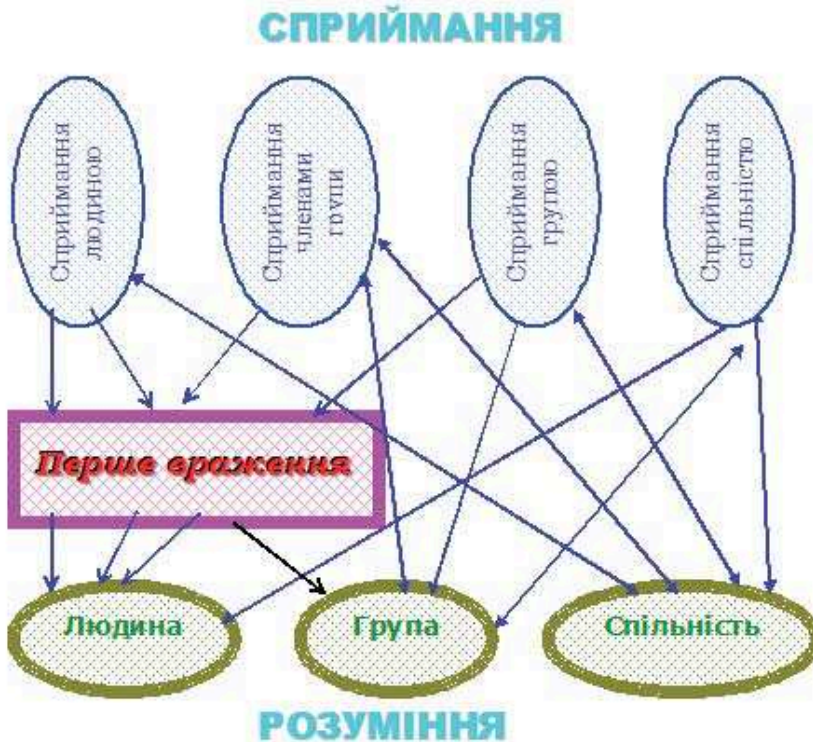 СПРИЙМАННЯ
Сприймання
людиною
Сприймання
членами
групи
Сприймання
групою
Сприймання
спільністю
Перше враження
Людина
Група
Спільність
РОЗУМІННЯ